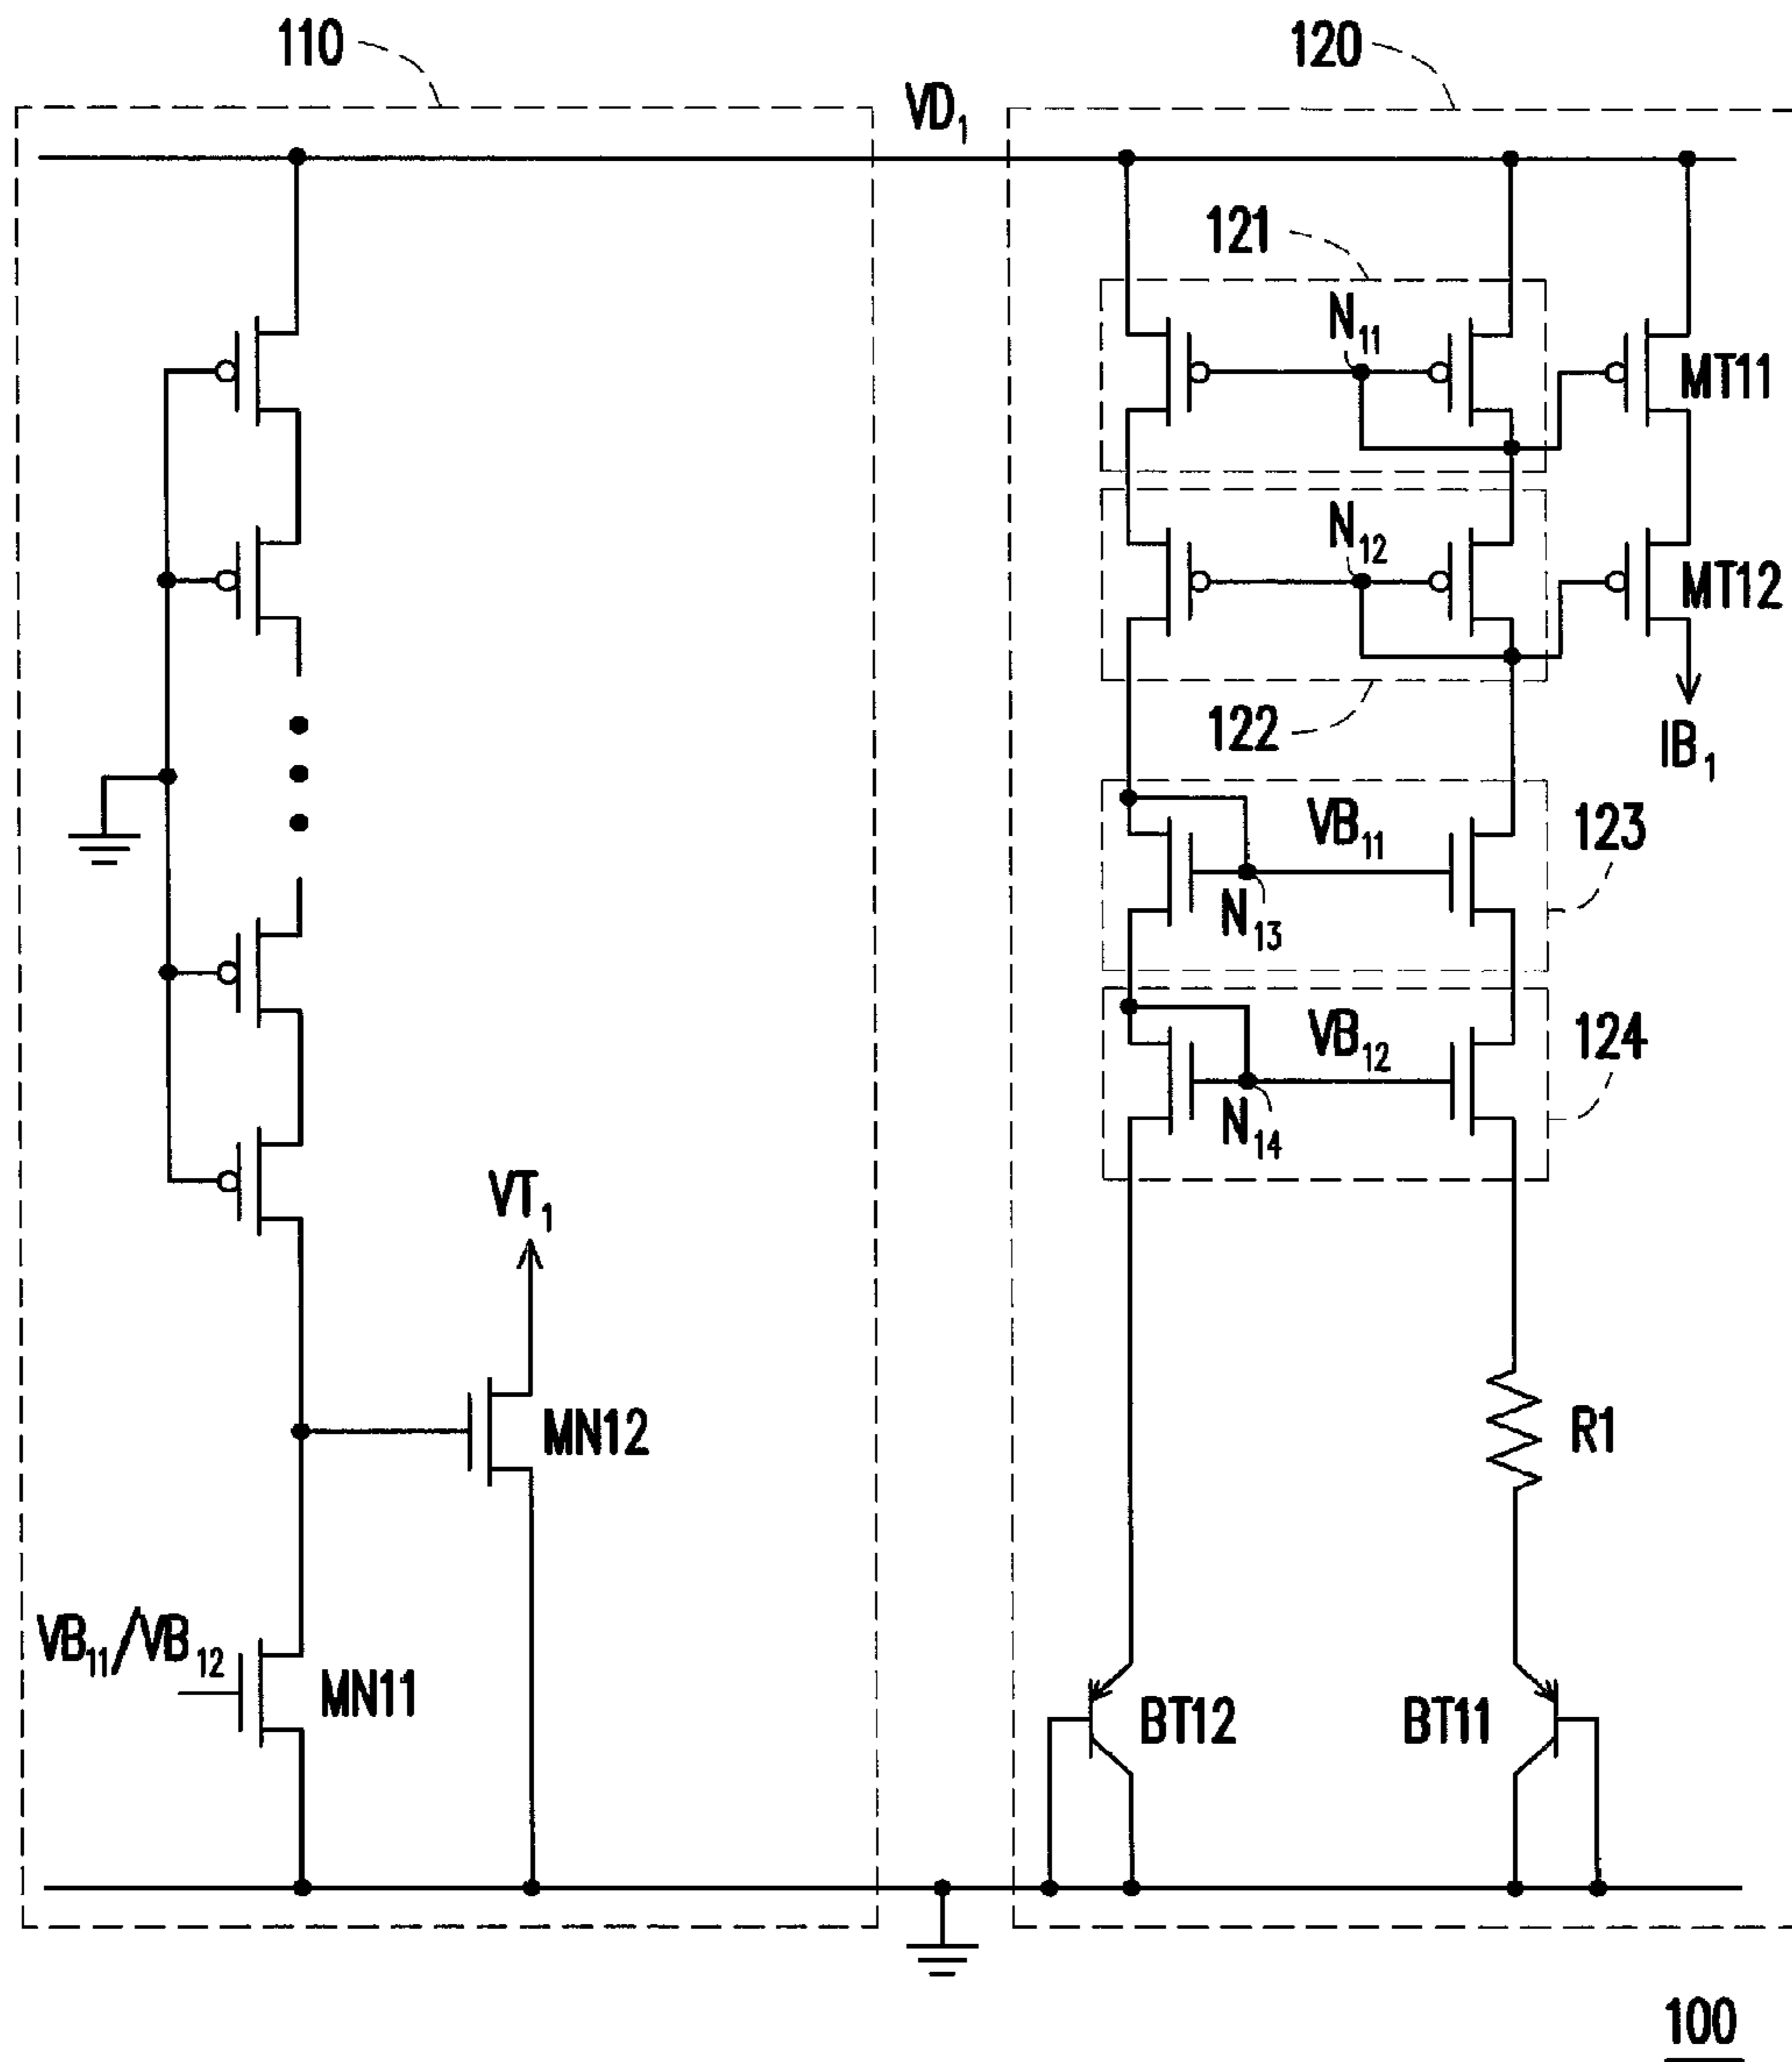 110
120
VD₁
121
N₁₁
MT11
N₁₂
MT12
122
IB₁
VB₁₁
123
N₁₃
VB₁₂
124
N₁₄
VT₁
MN12
R1
VB₁₁/VB₁₂
MN11
BT12
BT11
100